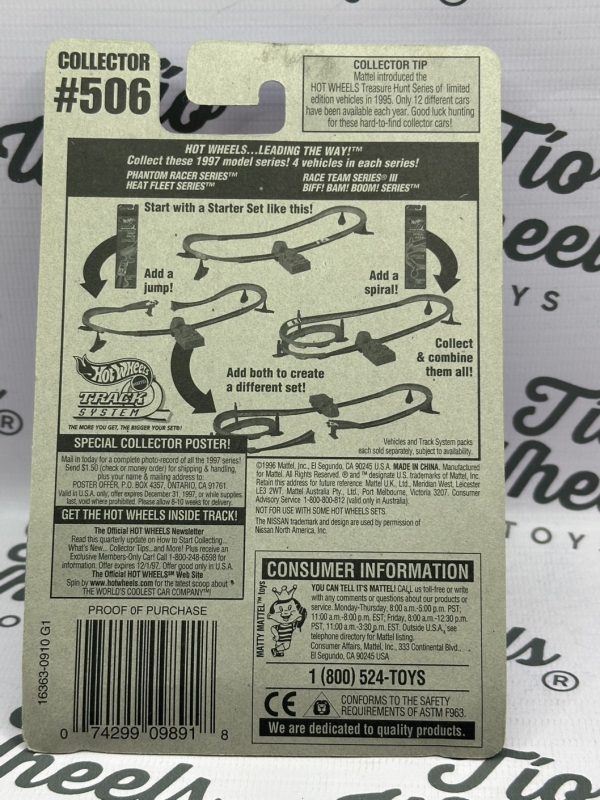 COLLECTOR
#506
COLLECTOR TIP
Mattel introduced the
HOT WHEELS Treasure Hunt Series of limited
edition vehicles in 1995. Only 12 different cars
have been available each year. Good luck hunting
for these hard-to-find collector cars!
HOT WHEELS...LEADING THE WAY!™
Collect these 1997 model series! 4 vehicles in each series!
PHANTOM RACER SERIES™
HEAT FLEET SERIES™
RACE TEAM SERIES® III
BIFF! BAM! BOOM! SERIES™
Start with a Starter Set like this!
Add a
jump!
Add a
spiral!
Collect
& combine
them all!
Add both to create
a different set!
Hot Wheels
TRACK
SYSTEM
THE MORE YOU GET, THE BIGGER YOUR SETS!™
Vehicles and Track System packs
each sold separately, subject to availability.
SPECIAL COLLECTOR POSTER!
Mail in today for a complete photo-record of all the 1997 series!
Send $1.50 (check or money order) for shipping & handling,
plus your name & mailing address to:
POSTER OFFER, P.O. BOX 4357, ONTARIO, CA 91761
Valid in U.S.A. only, offer expires December 31, 1997, or while supplies
last, void where prohibited. Please allow 8-10 weeks for delivery.
GET THE HOT WHEELS INSIDE TRACK!
The Official HOT WHEELS Newsletter
Read this quarterly update on How to Start Collecting...
What's New... Collector Tips...and More! Plus receive an
Exclusive Members-Only Car! Call 1-800-248-6598 for
information. Offer expires 12/1/97. Offer good only in U.S.A.
The Official HOT WHEELS® Web Site
Spin by www.hotwheels.com for the latest scoop about
THE WORLD'S COOLEST CAR COMPANY™!
©1996 Mattel, Inc., El Segundo, CA 90245 U.S.A. MADE IN CHINA. Manufactured
for Mattel. All Rights Reserved. ® and ™ designate U.S. trademarks of Mattel, Inc.
Retain this address for future reference: Mattel U.K. Ltd., Meridian West, Leicester
LE3 2WT. Mattel Australia Pty., Ltd., Port Melbourne, Victoria 3207. Consumer
Advisory Service 1-800-800-812 (valid only in Australia).
NOT FOR USE WITH SOME HOT WHEELS SETS.
The NISSAN trademark and design are used by permission of
Nissan North America, Inc.
CONSUMER INFORMATION
MATTY MATTEL™ toys
YOU CAN TELL IT'S MATTEL! CALL us toll-free or write
with any comments or questions about our products or
service. Monday-Thursday, 8:00 a.m.-5:00 p.m. PST;
11:00 a.m.-8:00 p.m. EST; Friday, 8:00 a.m.-12:30 p.m.
PST, 11:00 a.m.-3:30 p.m. EST. Outside U.S.A., see
telephone directory for Mattel listing.
Consumer Affairs, Mattel, Inc., 333 Continental Blvd.,
El Segundo, CA 90245 USA
1 (800) 524-TOYS
CE
CONFORMS TO THE SAFETY
REQUIREMENTS OF ASTM F963.
We are dedicated to quality products.
PROOF OF PURCHASE
16363-0910 G1
0 74299 09891 8
Tio
Wheels
TOYS